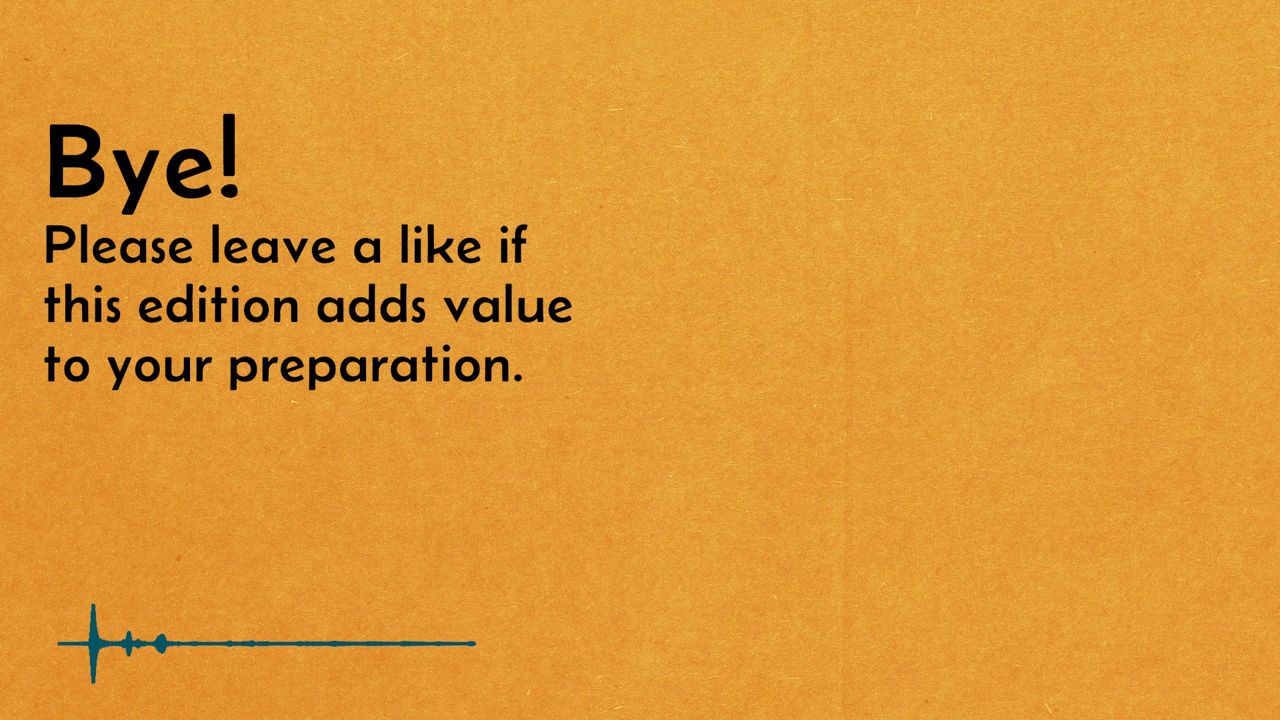 Bye!
Please leave a like if
this edition adds value
to your preparation.